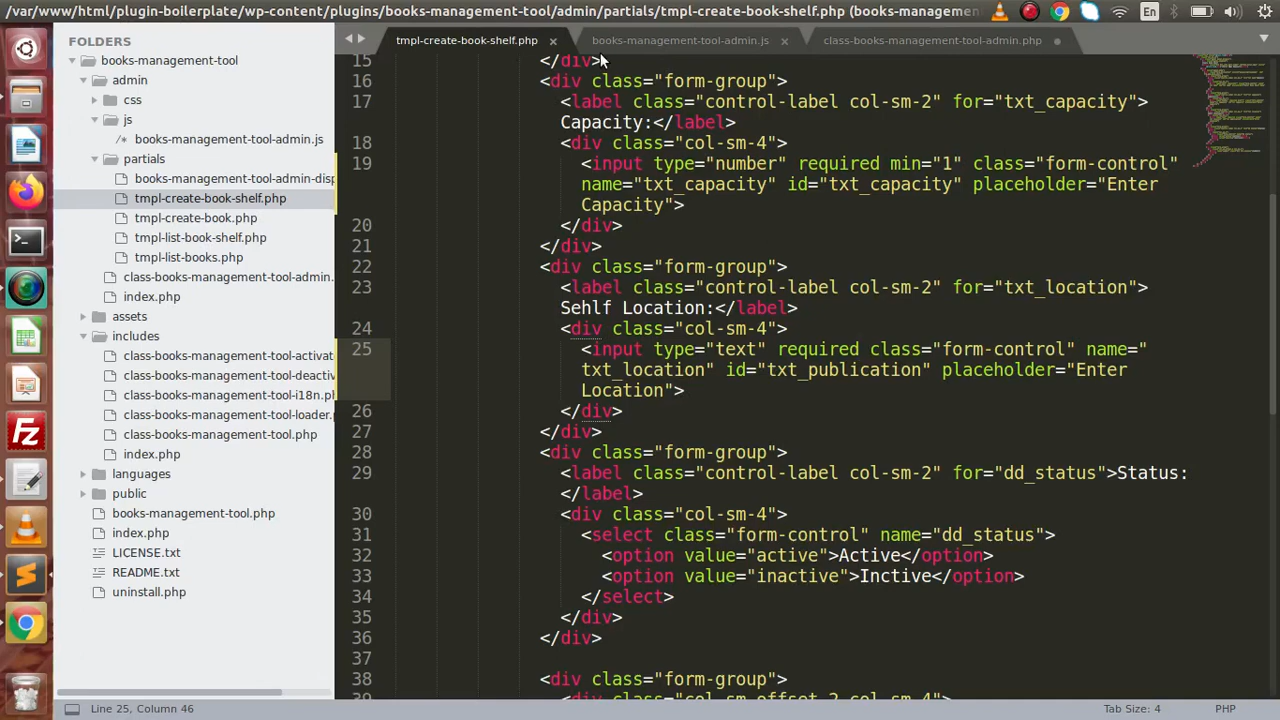 /var/www/html/plugin-boilerplate/wp-content/plugins/books-management-tool/admin/partials/tmpl-create-book-shelf.php (books-managemen
En
FOLDERS
books-management-tool
admin
css
js
/* books-management-tool-admin.js
partials
books-management-tool-admin-disp
tmpl-create-book-shelf.php
tmpl-create-book.php
tmpl-list-book-shelf.php
tmpl-list-books.php
class-books-management-tool-admin.
index.php
assets
includes
class-books-management-tool-activat
class-books-management-tool-deactiv
class-books-management-tool-i18n.ph
class-books-management-tool-loader.p
class-books-management-tool.php
index.php
languages
public
books-management-tool.php
index.php
LICENSE.txt
README.txt
uninstall.php
tmpl-create-book-shelf.php × books-management-tool-admin.js × class-books-management-tool-admin.php
15 </div>
16 <div class="form-group">
17 <label class="control-label col-sm-2" for="txt_capacity">
Capacity:</label>
18 <div class="col-sm-4">
19 <input type="number" required min="1" class="form-control"
name="txt_capacity" id="txt_capacity" placeholder="Enter
Capacity">
20 </div>
21 </div>
22 <div class="form-group">
23 <label class="control-label col-sm-2" for="txt_location">
Sehlf Location:</label>
24 <div class="col-sm-4">
25 <input type="text" required class="form-control" name="
txt_location" id="txt_publication" placeholder="Enter
Location">
26 </div>
27 </div>
28 <div class="form-group">
29 <label class="control-label col-sm-2" for="dd_status">Status:
</label>
30 <div class="col-sm-4">
31 <select class="form-control" name="dd_status">
32 <option value="active">Active</option>
33 <option value="inactive">Inctive</option>
34 </select>
35 </div>
36 </div>
37
38 <div class="form-group">
39 <div class="col-sm-offset-2 col-sm-4">
Line 25, Column 46
Tab Size: 4
PHP